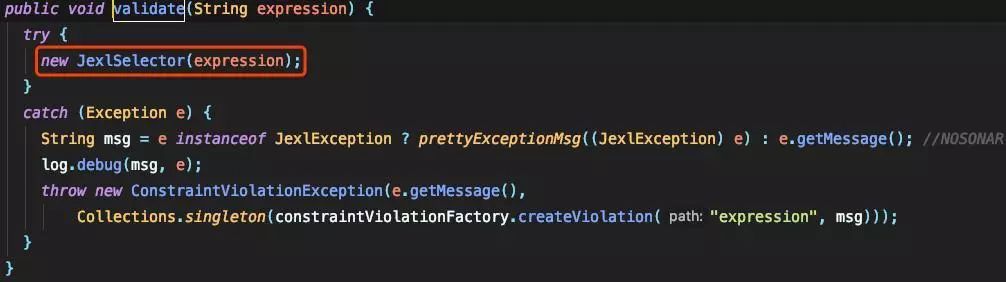 public void validate(String expression) {
try {
new JexlSelector(expression);
}
catch (Exception e) {
String msg = e instanceof JexlException ? prettyExceptionMsg((JexlException) e) : e.getMessage(); //NOSONAR
log.debug(msg, e);
throw new ConstraintViolationException(e.getMessage(),
Collections.singleton(constraintViolationFactory.createViolation( path: "expression", msg)));
}
}